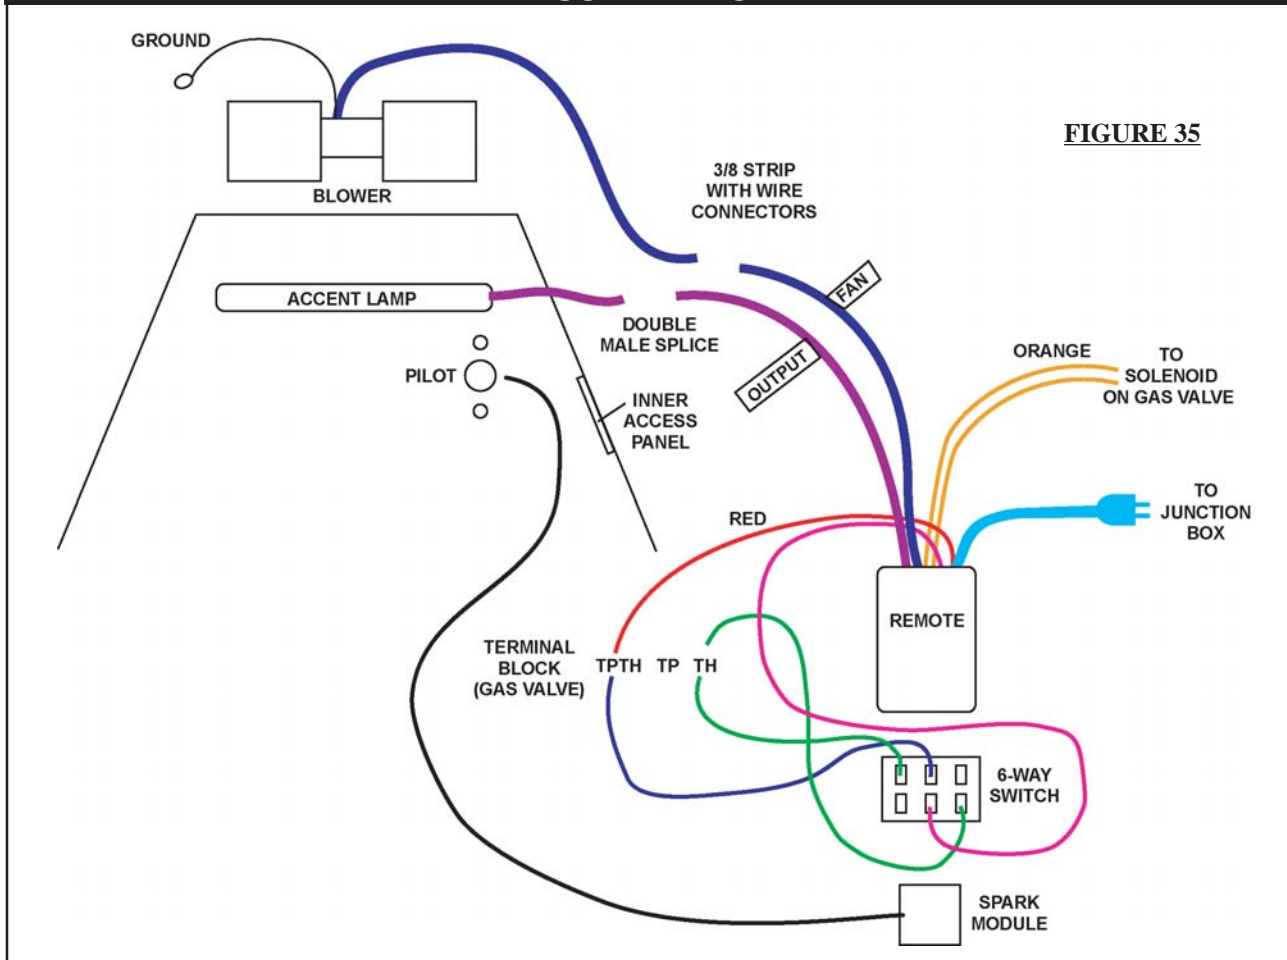 GROUND
FIGURE 35
BLOWER
3/8 STRIP
WITH WIRE
CONNECTORS
FAN
ACCENT LAMP
DOUBLE
MALE SPLICE
OUTPUT
ORANGE
TO
SOLENOID
ON GAS VALVE
PILOT
INNER
ACCESS
PANEL
TO
JUNCTION
BOX
RED
REMOTE
TERMINAL
BLOCK
(GAS VALVE)
TPTH TP TH
6-WAY
SWITCH
SPARK
MODULE